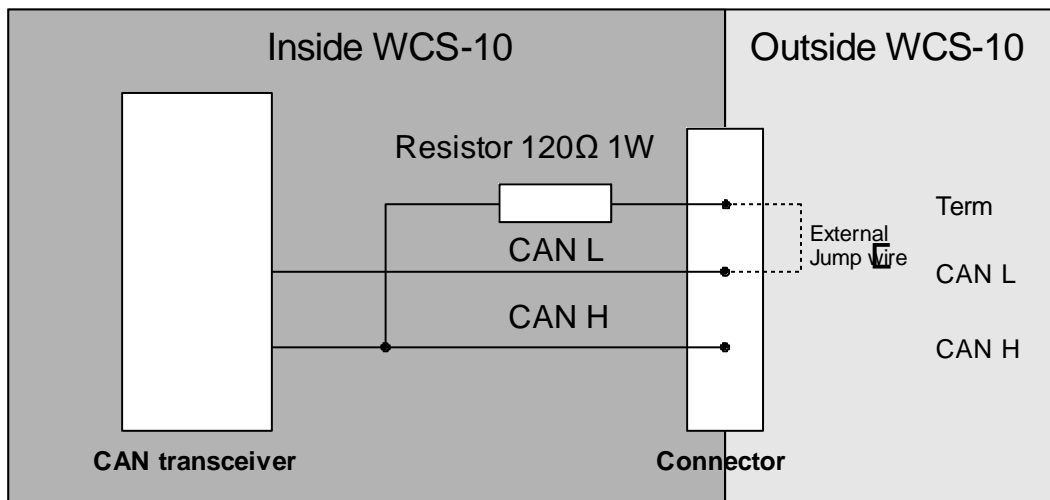 Inside WCS-10
Outside WCS-10
Resistor 120Ω 1W
Term
External
Jump wire
CAN L
CAN L
CAN H
CAN H
CAN transceiver
Connector